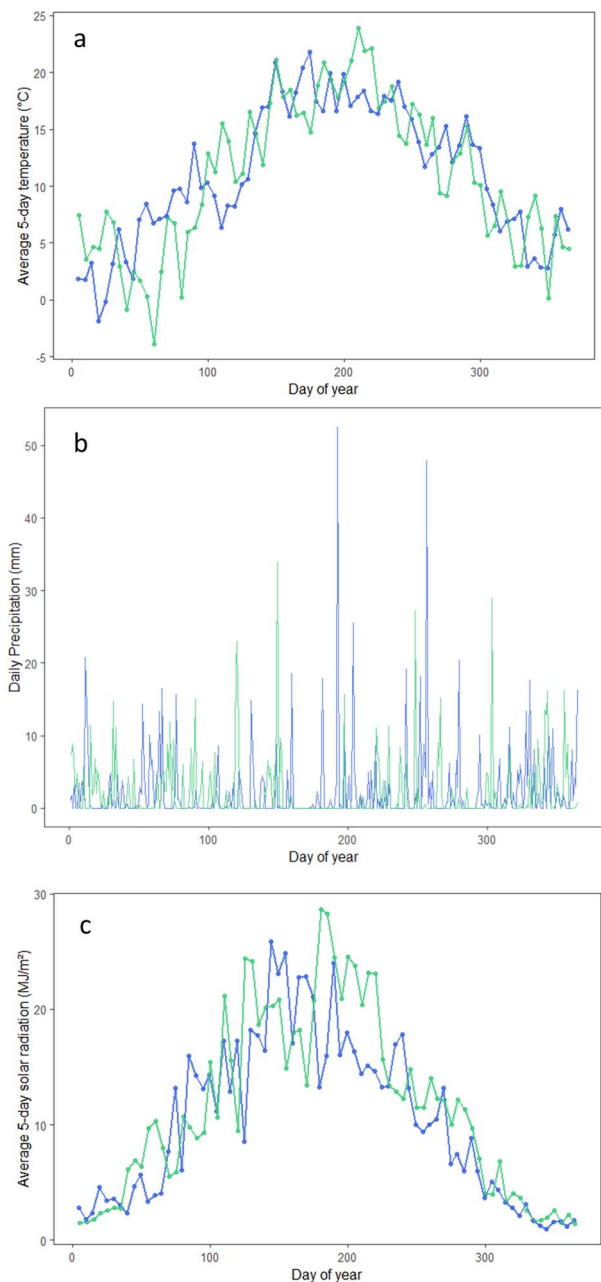 a
Average 5-day temperature (°C)
25
20
15
10
5
0
-5
0 100 200 300
Day of year
b
Daily Precipitation (mm)
50
40
30
20
10
0
0 100 200 300
Day of year
c
Average 5-day solar radiation (MJ/m²)
30
20
10
0
0 100 200 300
Day of year